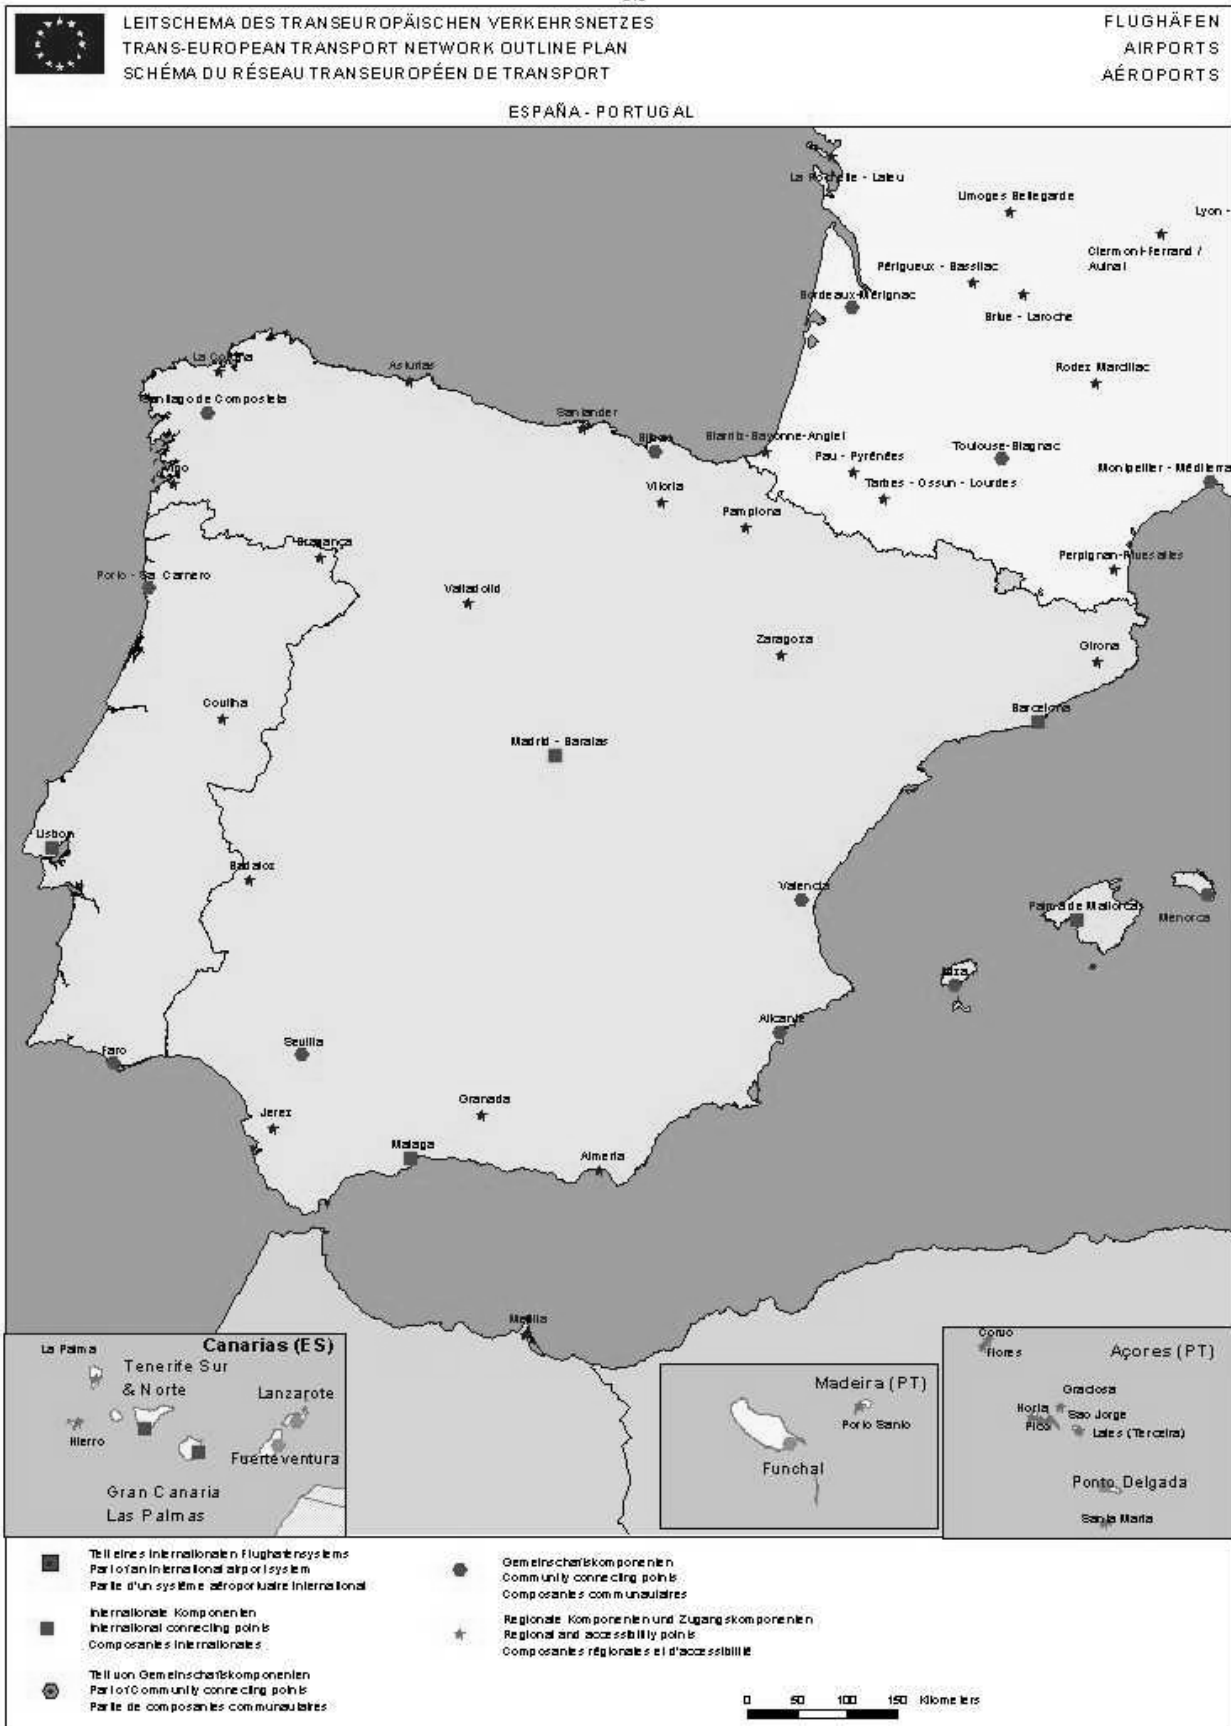 LEITSCHEMA DES TRANSEUROPÄISCHEN VERKEHRSNETZES
TRANS-EUROPEAN TRANSPORT NETWORK OUTLINE PLAN
SCHÉMA DU RÉSEAU TRANSEUROPÉEN DE TRANSPORT
FLUGHÄFEN
AIRPORTS
AÉROPORTS
ESPAÑA - PORTUGAL
La Rochelle - Laleu
Limoges Bellegarde
Lyon -
Clermont-Ferrand /
Aulnat
Périgueux - Bassillac
Bordeaux-Mérignac
Brive - Laroche
La Coruña
Asturias
Rodez Marcillac
Santiago de Compostela
Santander
Bilbao
Biarritz-Bayonne-Anglet
Toulouse-Blagnac
Pau - Pyrénées
Montpellier - Méditerra
Vigo
Vitoria
Tarbes - Ossun - Lourdes
Pamplona
Bragança
Perpignan-Rivesaltes
Porto - Sa Carnero
Valladolid
Zaragoza
Girona
Covilha
Barcelona
Madrid - Barajas
Lisbon
Badajoz
Valencia
Palma de Mallorca
Menorca
Ibiza
Alicante
Sevilla
Faro
Granada
Jerez
Malaga
Almeria
Melilla
Canarias (ES)
La Palma
Tenerife Sur
& Norte
Lanzarote
Hierro
Fuerteventura
Gran Canaria
Las Palmas
Madeira (PT)
Porto Santo
Funchal
Açores (PT)
Corvo
Flores
Graciosa
Horta
Sao Jorge
Pico
Lajes (Terceira)
Ponto Delgada
Santa Maria
Teil eines internationalen Flughafensystems
Part of an international airport system
Partie d'un système aéroportuaire international
Internationale Komponenten
International connecting points
Composantes internationales
Teil von Gemeinschaftskomponenten
Part of Community connecting points
Partie de composantes communautaires
Gemeinschaftskomponenten
Community connecting points
Composantes communautaires
Regionale Komponenten und Zugangskomponenten
Regional and accessibility points
Composantes régionales et d'accessibilité
0 50 100 150 Kilometers